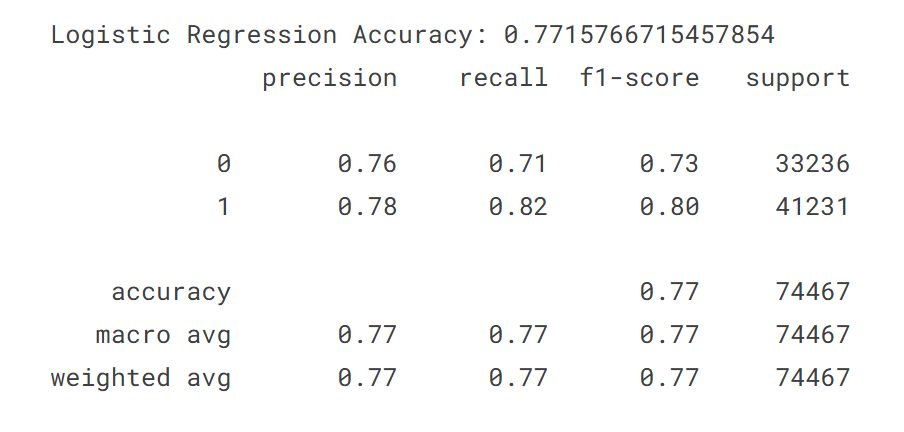 Logistic Regression Accuracy: 0.7715766715457854
precision recall f1-score support
0 0.76 0.71 0.73 33236
1 0.78 0.82 0.80 41231
accuracy 0.77 74467
macro avg 0.77 0.77 0.77 74467
weighted avg 0.77 0.77 0.77 74467